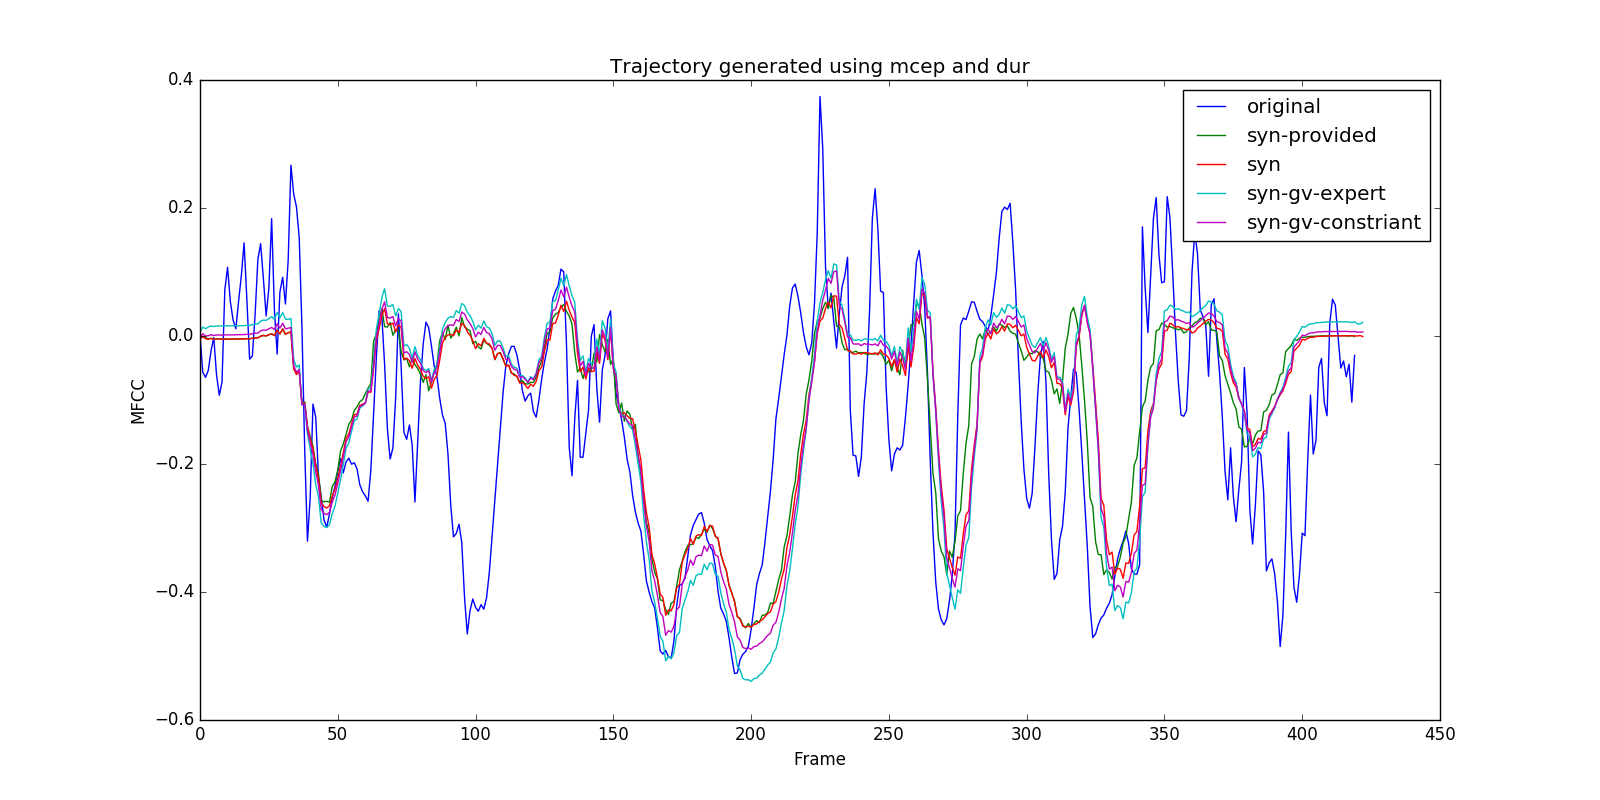 Trajectory generated using mcep and dur
0.4
0.2
0.0
−0.2
−0.4
−0.6
MFCC
original
syn-provided
syn
syn-gv-expert
syn-gv-constriant
0 50 100 150 200 250 300 350 400 450
Frame